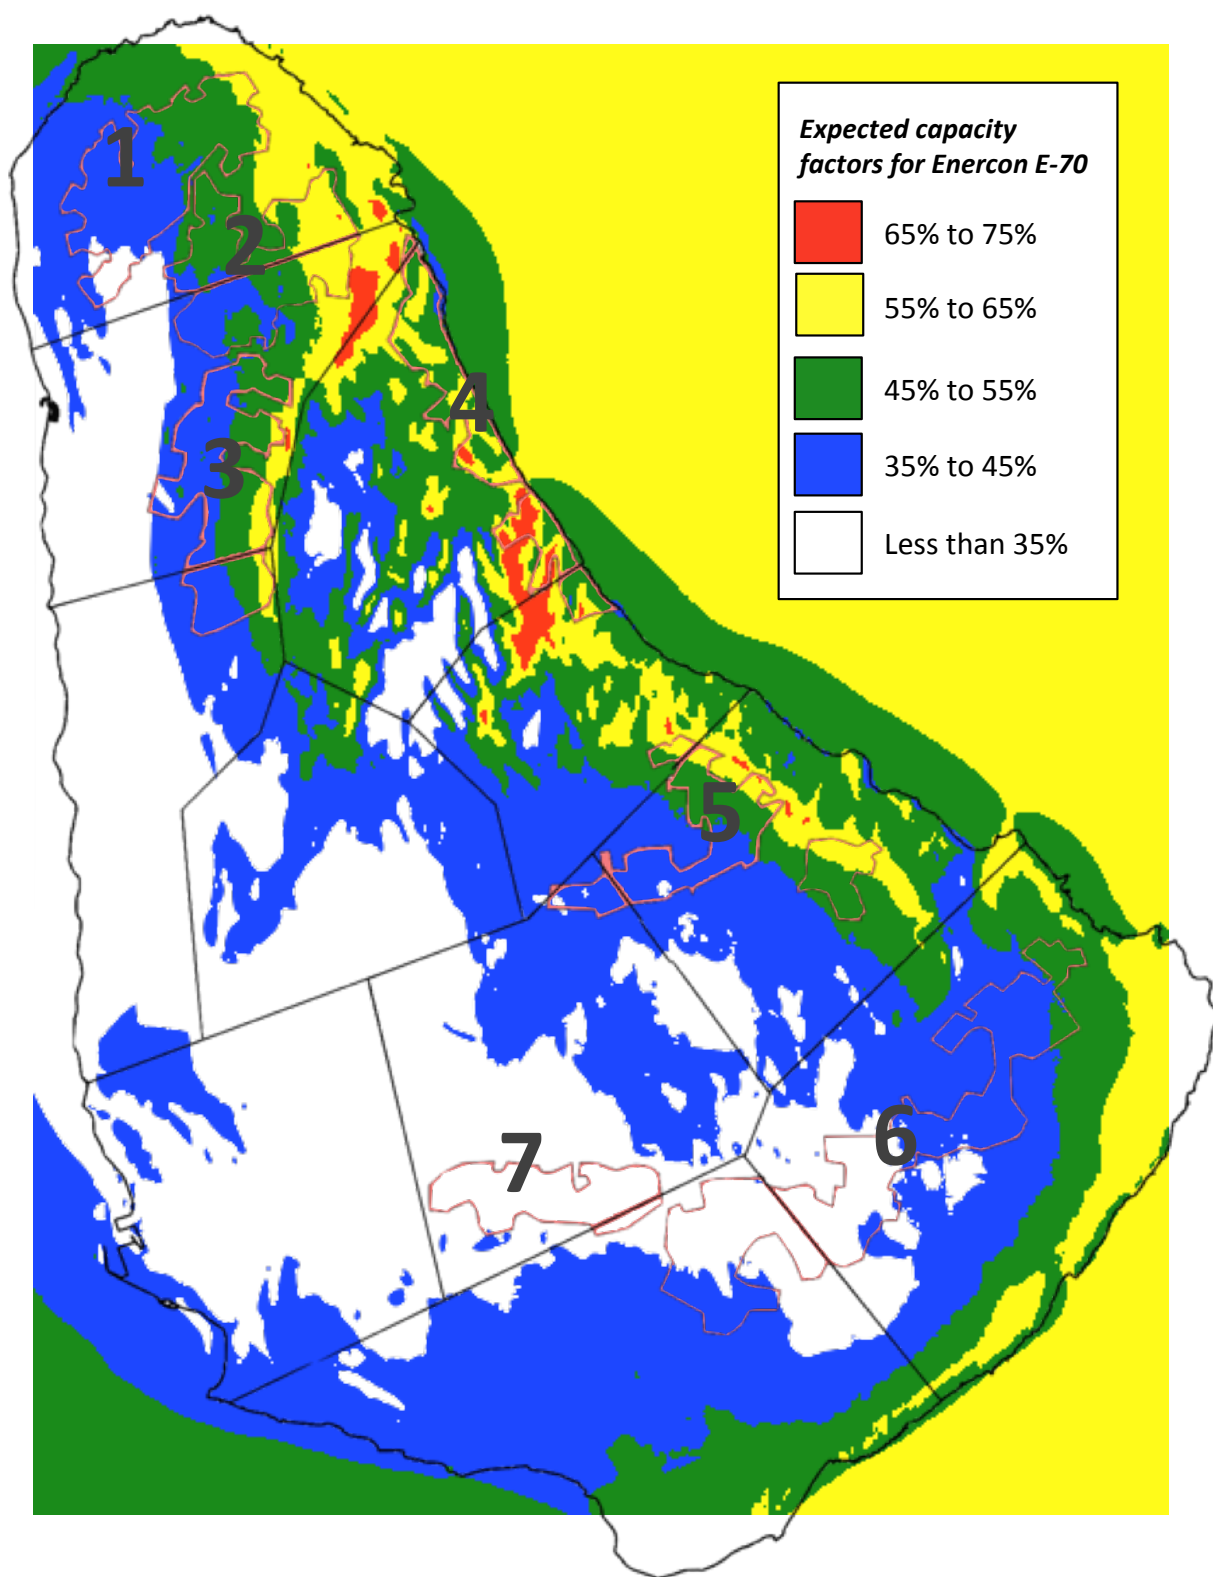 Expected capacity
factors for Enercon E-70
65% to 75%
55% to 65%
45% to 55%
35% to 45%
Less than 35%
1
2
3
4
5
6
7